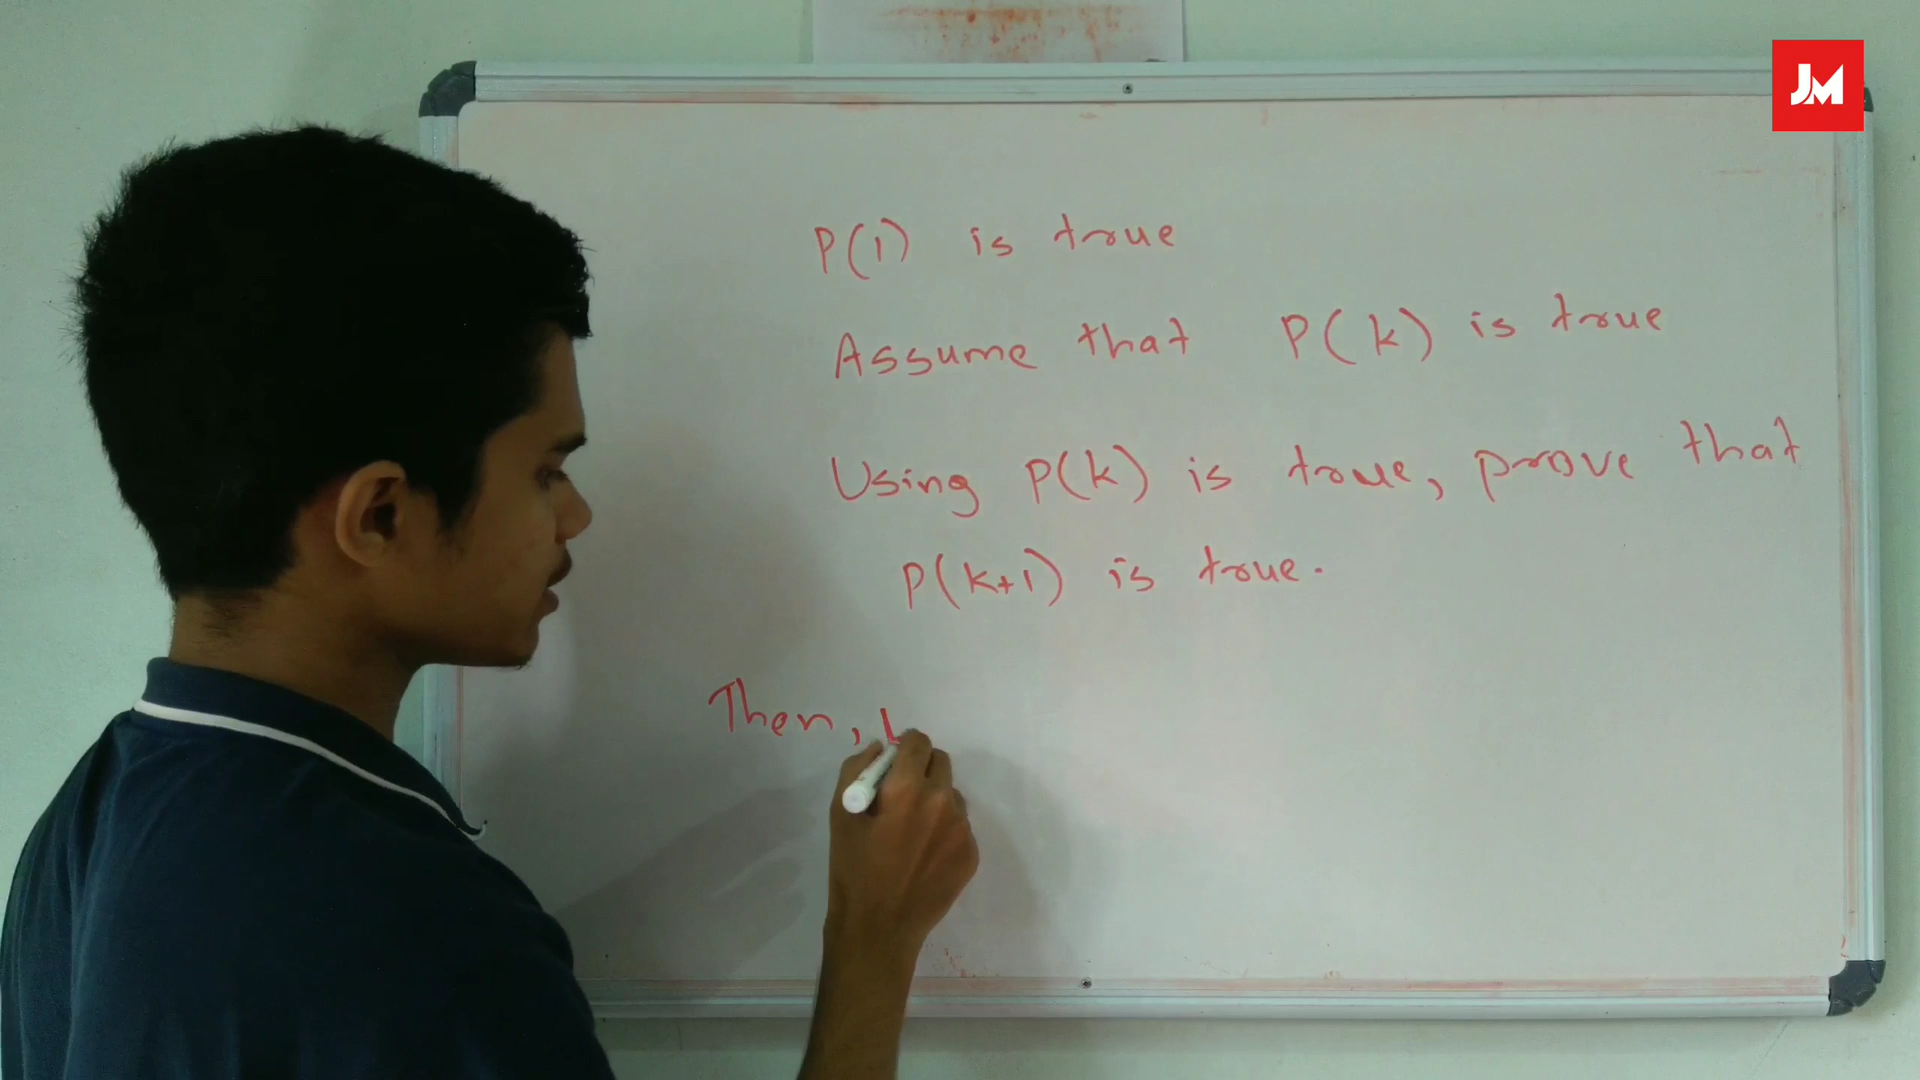 JM
P(1) is true
Assume that P(k) is true
Using P(k) is true, prove that
P(k+1) is true.
Then,